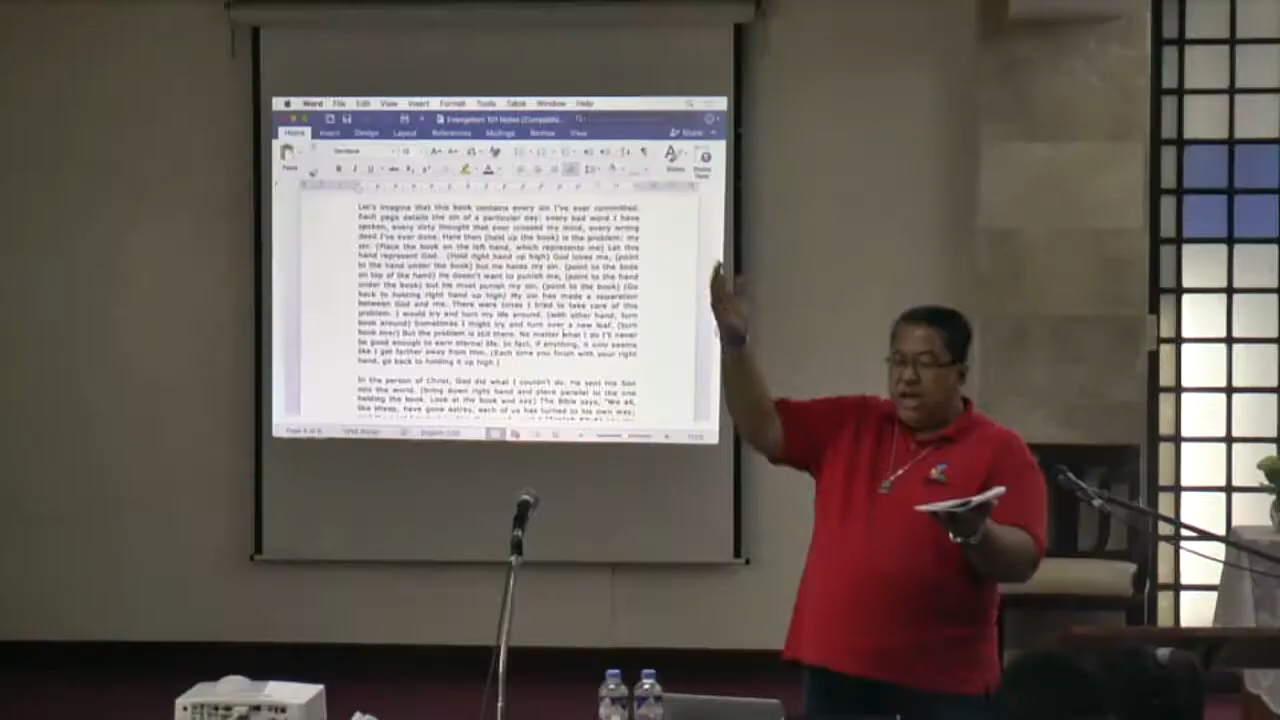 Word File Edit View Insert Format Tools Table Window Help
Evangelism 101 Notes [Compatibi...
Home Insert Design Layout References Mailings Review View Share
Paste Styles
Let's imagine that this book contains every sin I've ever committed.
Each page details the sin of a particular day: every bad word I have
spoken, every dirty thought that ever crossed my mind, every wrong
deed I've ever done. Here then (hold up the book) is the problem: my
sin. (Place the book on the left hand, which represents me) Let this
hand represent God. (Hold right hand up high) God loves me, (point
to the hand under the book) but He hates my sin. (point to the book
on top of the hand) He doesn't want to punish me, (point to the hand
under the book) but He must punish my sin. (point to the book) (Go
back to holding right hand up high) My sin has made a separation
between God and me. There were times I tried to take care of this
problem. I would try and turn my life around. (with other hand, turn
book around) Sometimes I might try and turn over a new leaf. (turn
book over) But the problem is still there. No matter what I do I'll never
be good enough to earn eternal life. In fact, if anything, it only seems
like I get farther away from Him. (Each time you finish with your right
hand, go back to holding it up high.)
In the person of Christ, God did what I couldn't do. He sent His Son
into the world. (bring down right hand and place parallel to the one
holding the book. Look at the book and say) The Bible says, "We all,
like sheep, have gone astray, each of us has turned to his own way;